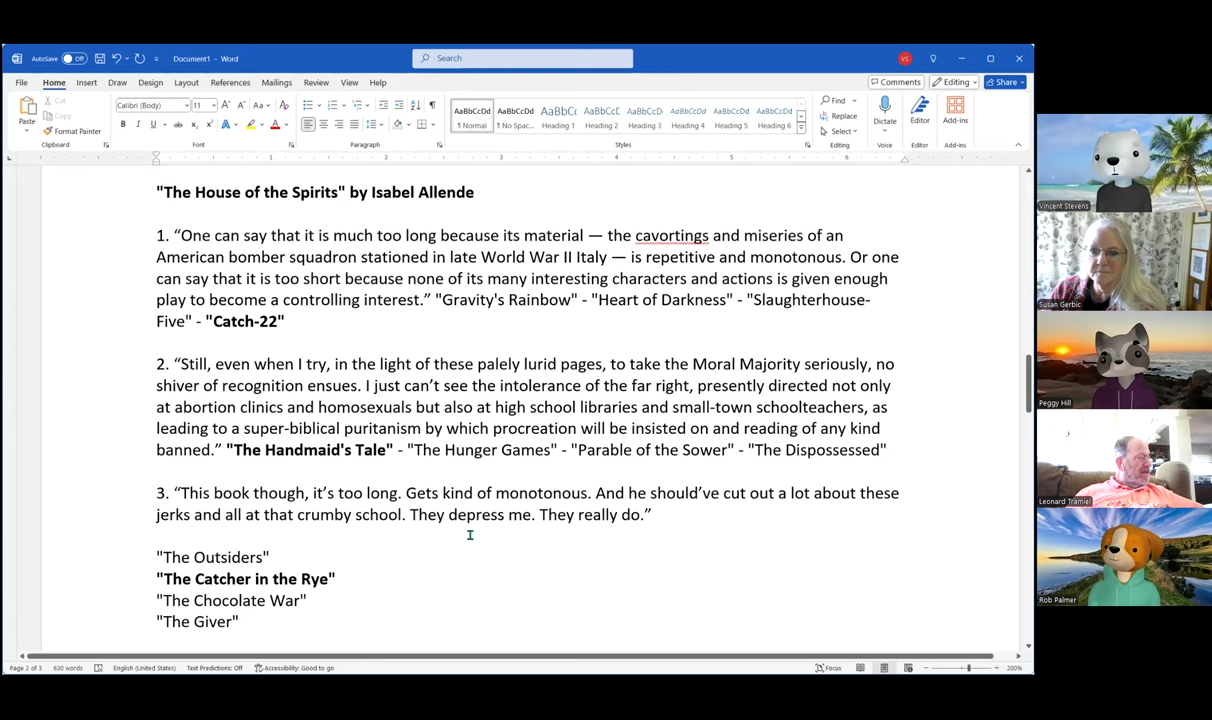 AutoSave
Off
Document1 - Word
Search
VS
File
Home
Insert
Draw
Design
Layout
References
Mailings
Review
View
Help
Comments
Editing
Share
Paste
Cut
Copy
Format Painter
Clipboard
Calibri (Body)
11
Font
Paragraph
AaBbCcDd
¶ Normal
AaBbCcDd
¶ No Spac...
AaBbCc
Heading 1
AaBbCcD
Heading 2
AaBbCcDd
Heading 3
AaBbCcDd
Heading 4
AaBbCcDd
Heading 5
AaBbCcDd
Heading 6
Styles
Find
Replace
Select
Editing
Dictate
Voice
Editor
Editor
Add-ins
Add-ins
"The House of the Spirits" by Isabel Allende
1. “One can say that it is much too long because its material — the cavortings and miseries of an
American bomber squadron stationed in late World War II Italy — is repetitive and monotonous. Or one
can say that it is too short because none of its many interesting characters and actions is given enough
play to become a controlling interest.” "Gravity's Rainbow" - "Heart of Darkness" - "Slaughterhouse-
Five" - "Catch-22"
2. “Still, even when I try, in the light of these palely lurid pages, to take the Moral Majority seriously, no
shiver of recognition ensues. I just can’t see the intolerance of the far right, presently directed not only
at abortion clinics and homosexuals but also at high school libraries and small-town schoolteachers, as
leading to a super-biblical puritanism by which procreation will be insisted on and reading of any kind
banned.” "The Handmaid's Tale" - "The Hunger Games" - "Parable of the Sower" - "The Dispossessed"
3. “This book though, it’s too long. Gets kind of monotonous. And he should’ve cut out a lot about these
jerks and all at that crumby school. They depress me. They really do.”
"The Outsiders"
"The Catcher in the Rye"
"The Chocolate War"
"The Giver"
Page 2 of 3
630 words
English (United States)
Text Predictions: Off
Accessibility: Good to go
Focus
200%
Vincent Stevens
Susan Gerbic
Peggy Hill
Leonard Tramiel
Rob Palmer